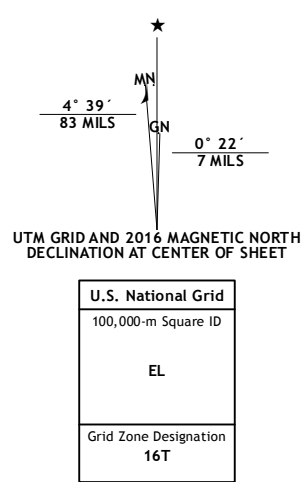 ★
MN
4° 39´
83 MILS
GN
0° 22´
7 MILS
UTM GRID AND 2016 MAGNETIC NORTH
DECLINATION AT CENTER OF SHEET
U.S. National Grid
100,000-m Square ID
EL
Grid Zone Designation
16T